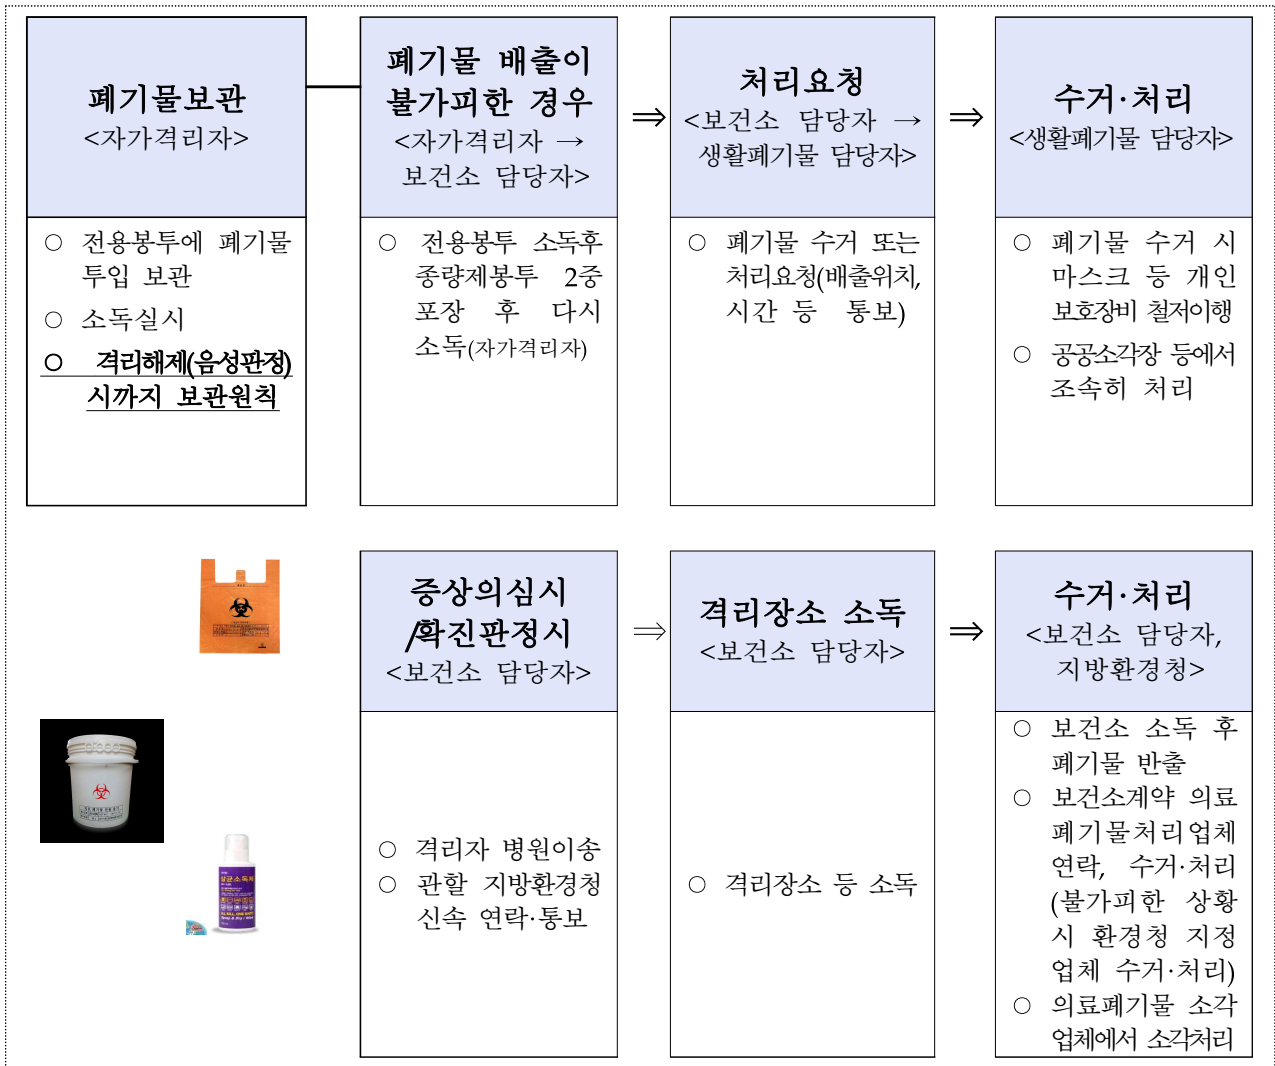 폐기물보관
<자가격리자>
○ 전용봉투에 폐기물
투입 보관
○ 소독실시
○ 격리해제(음성판정)
시까지 보관원칙
폐기물 배출이
불가피한 경우
<자가격리자 →
보건소 담당자>
○ 전용봉투 소독후
종량제봉투 2중
포장 후 다시
소독(자가격리자)
⇒
처리요청
<보건소 담당자 →
생활폐기물 담당자>
○ 폐기물 수거 또는
처리요청(배출위치,
시간 등 통보)
⇒
수거·처리
<생활폐기물 담당자>
○ 폐기물 수거 시
마스크 등 개인
보호장비 철저이행
○ 공공소각장 등에서
조속히 처리
증상의심시
/확진판정시
<보건소 담당자>
○ 격리자 병원이송
○ 관할 지방환경청
신속 연락·통보
⇒
격리장소 소독
<보건소 담당자>
○ 격리장소 등 소독
⇒
수거·처리
<보건소 담당자,
지방환경청>
○ 보건소 소독 후
폐기물 반출
○ 보건소계약 의료
폐기물처리업체
연락, 수거·처리
(불가피한 상황
시 환경청 지정
업체 수거·처리)
○ 의료폐기물 소각
업체에서 소각처리
살균소독제